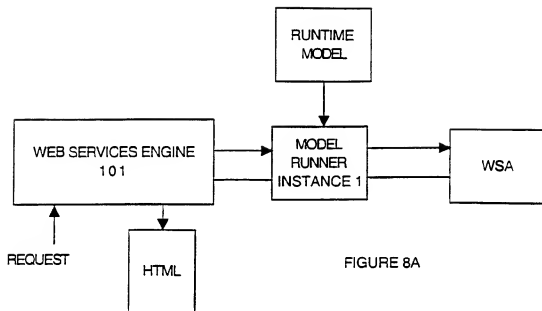 RUNTIME
MODEL
WEB SERVICES ENGINE
101
MODEL
RUNNER
INSTANCE 1
WSA
REQUEST
HTML
FIGURE 8A